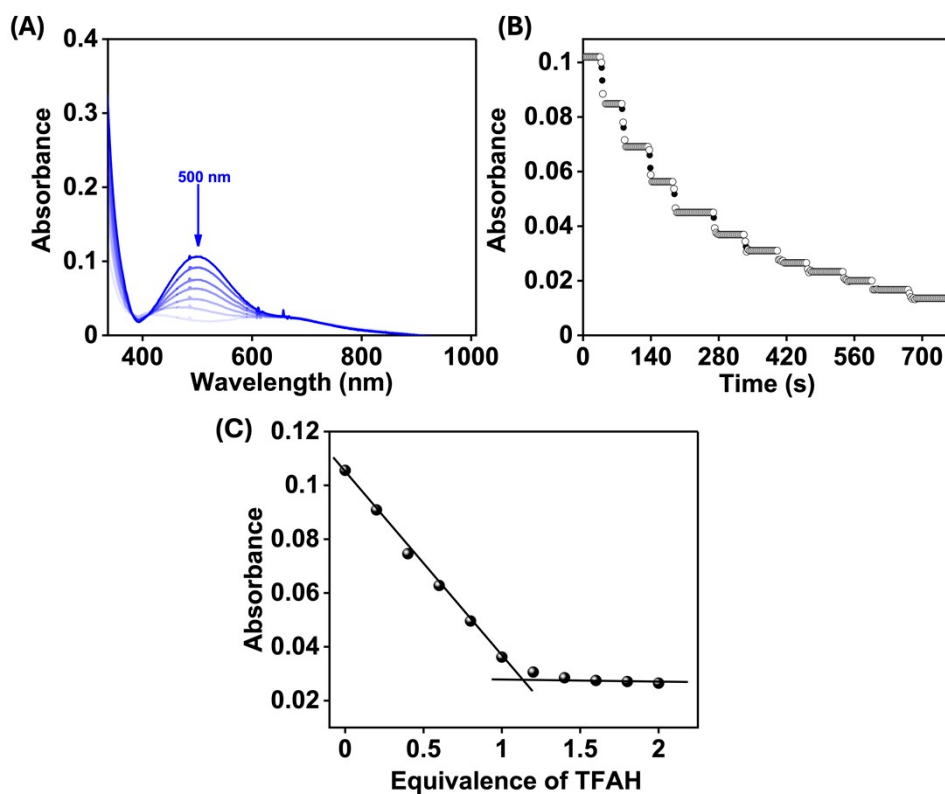 (A)
0.4
0.3
0.2
0.1
0
Absorbance
500 nm
400 600 800 1000
Wavelength (nm)
(B)
0.1
0.08
0.06
0.04
0.02
0
Absorbance
0 140 280 420 560 700
Time (s)
(C)
0.12
0.1
0.08
0.06
0.04
0.02
Absorbance
0 0.5 1 1.5 2
Equivalence of TFAH